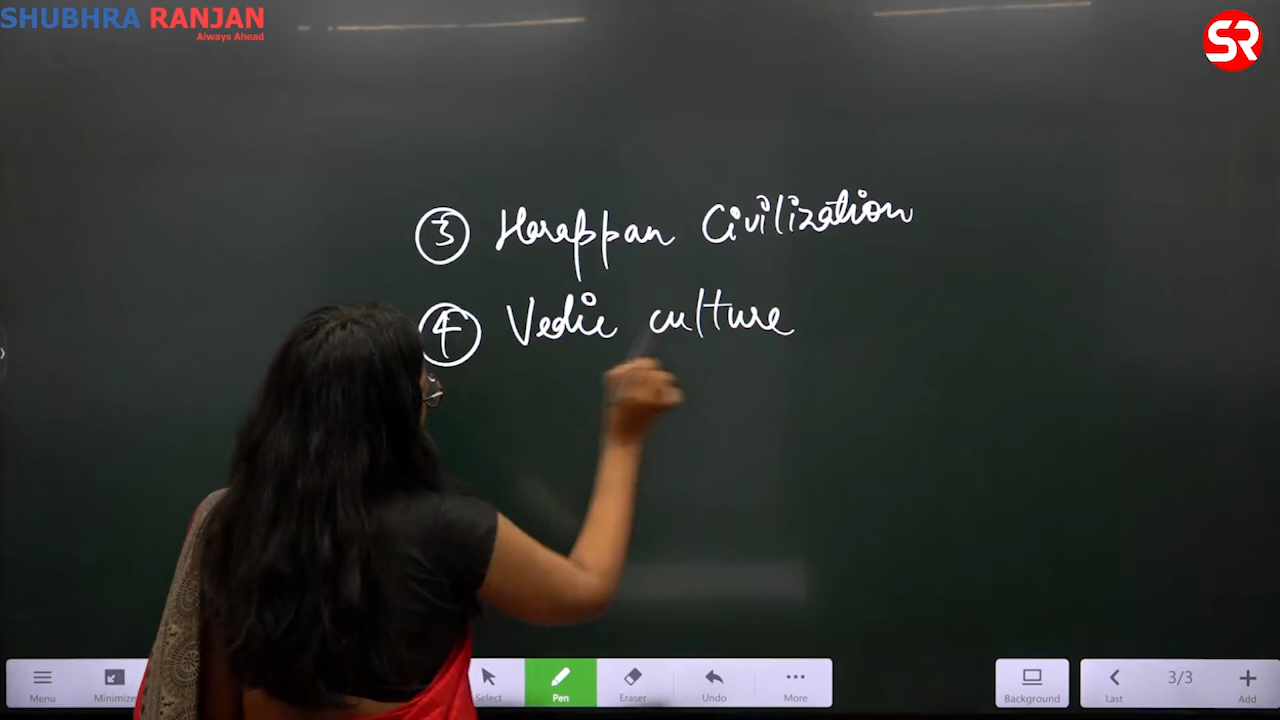 SHUBHRA RANJAN
Always Ahead
SR
3 Harappan Civilization
4 Vedic culture
Menu
Minimize
Select
Pen
Eraser
Undo
More
Background
Last
3/3
Add